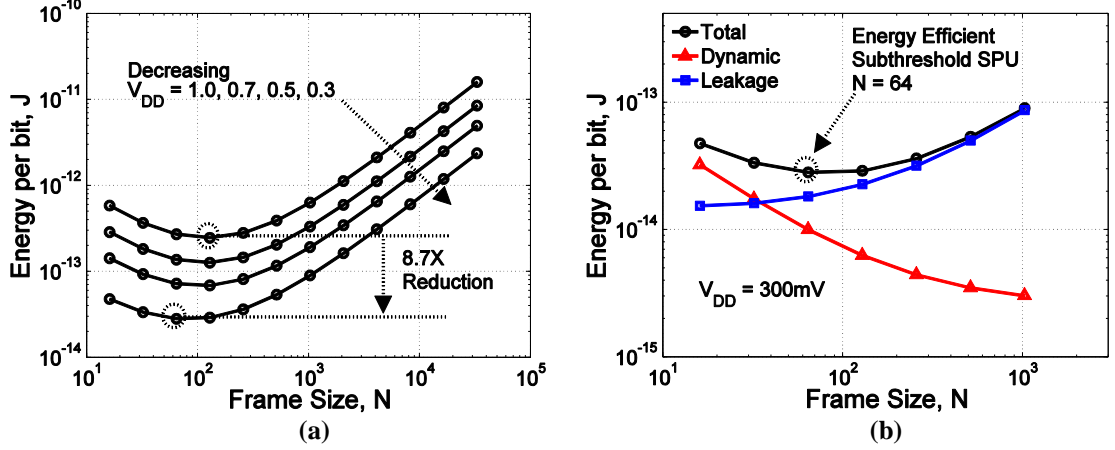 10^-10
10^-11
10^-12
10^-13
10^-14
Energy per bit, J
Decreasing
V_DD = 1.0, 0.7, 0.5, 0.3
8.7X
Reduction
10^1 10^2 10^3 10^4 10^5
Frame Size, N
(a)
Total
Dynamic
Leakage
Energy Efficient
Subthreshold SPU
N = 64
10^-13
10^-14
10^-15
Energy per bit, J
V_DD = 300mV
10^1 10^2 10^3
Frame Size, N
(b)